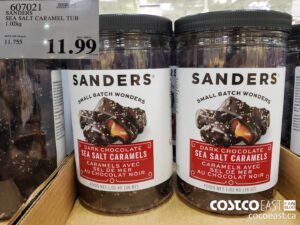 607021
SANDERS
SEA SALT CARAMEL TUB
1.02kg
11.755
11.99
SANDERS
SMALL BATCH WONDERS
DARK CHOCOLATE
SEA SALT CARAMELS
CARAMELS AVEC
SEL DE MER
AU CHOCOLAT NOIR
SANDERS
SMALL BATCH WONDERS
DARK CHOCOLATE
SEA SALT CARAMELS
CARAMELS AVEC
SEL DE MER
AU CHOCOLAT NOIR
COSTCO EAST
cocoeast.ca